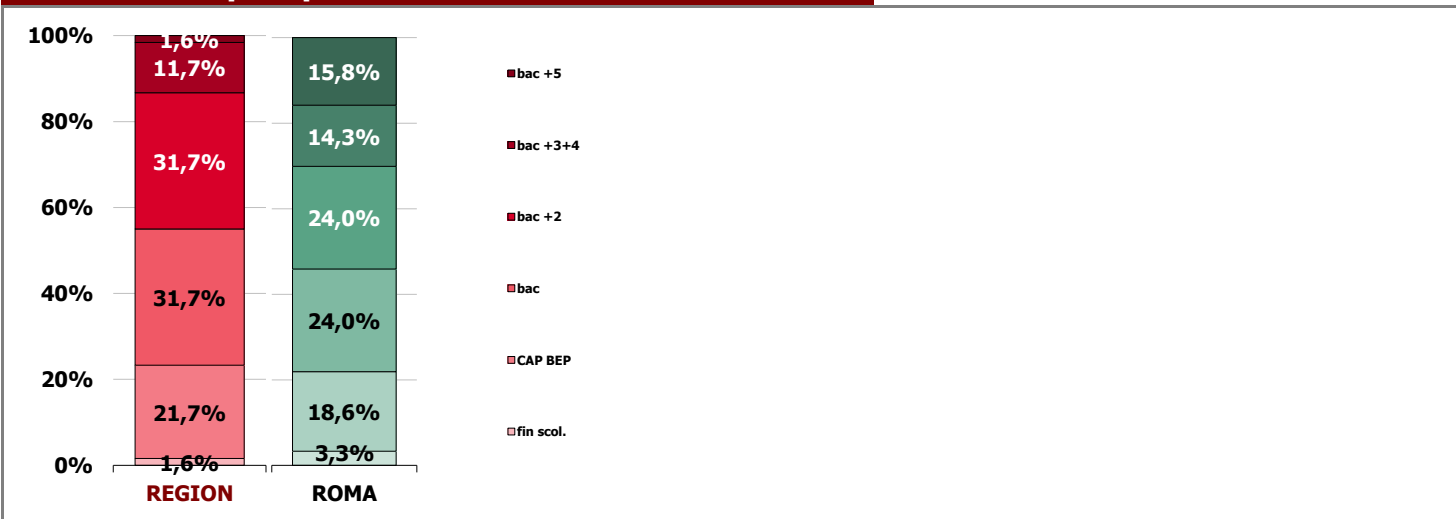 100%
80%
60%
40%
20%
0%
1,6%
11,7%
31,7%
31,7%
21,7%
1,6%
REGION
15,8%
14,3%
24,0%
24,0%
18,6%
3,3%
ROMA
bac +5
bac +3+4
bac +2
bac
CAP BEP
fin scol.